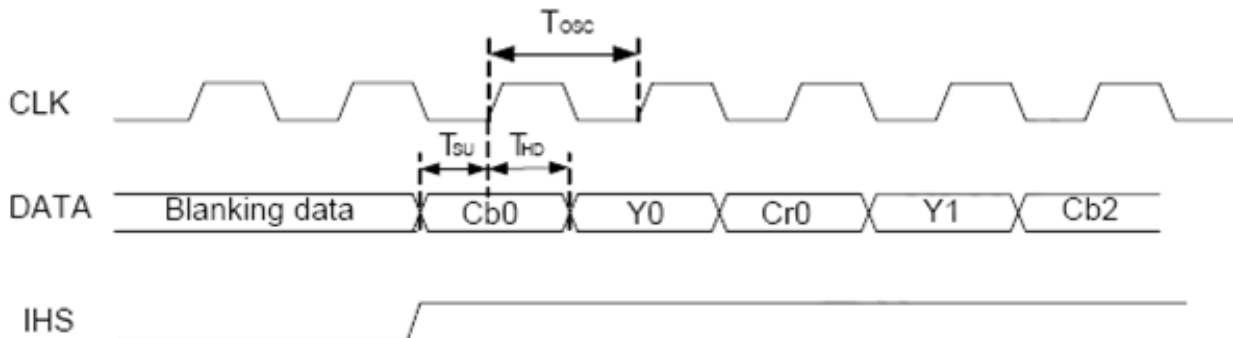 Tosc
CLK
TSU THD
DATA Blanking data Cb0 Y0 Cr0 Y1 Cb2
IHS